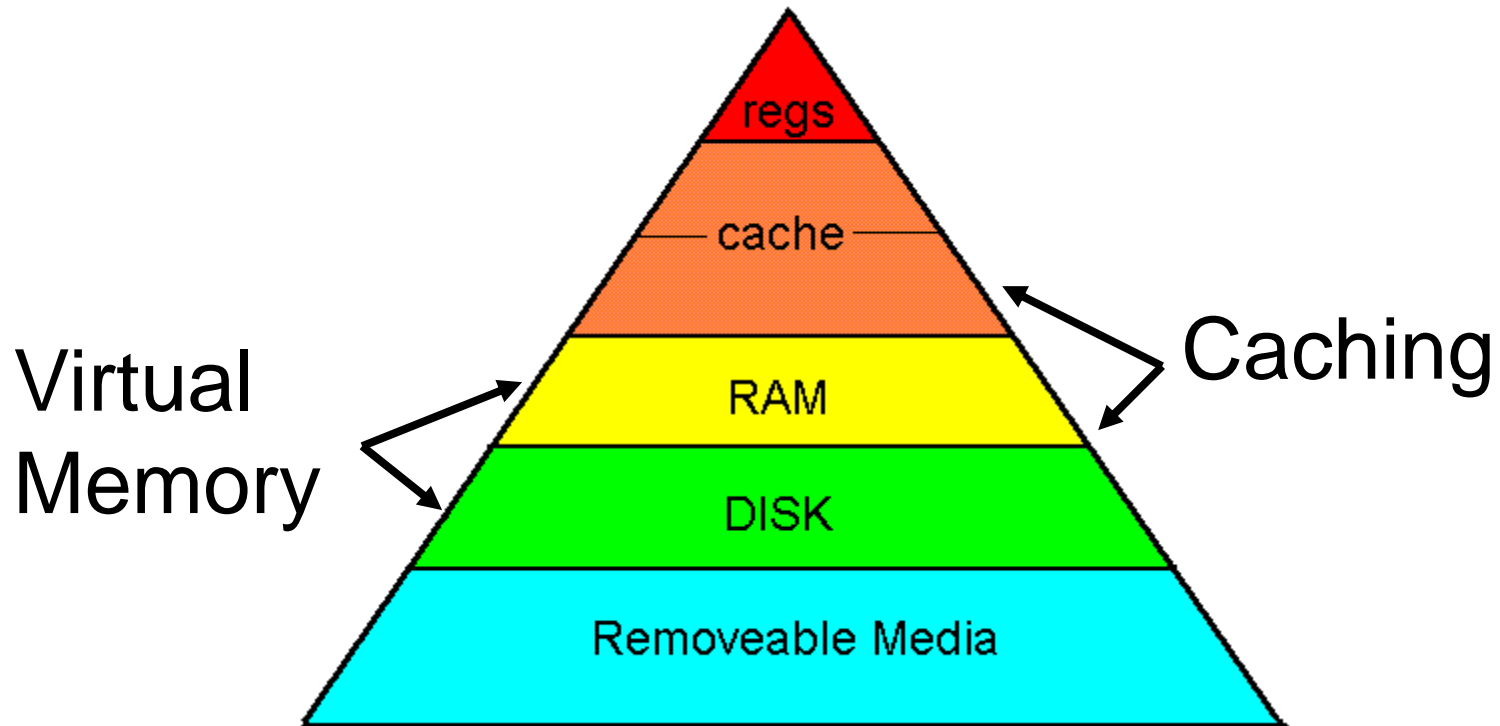 regs
cache
Virtual
Memory
Caching
RAM
DISK
Removeable Media